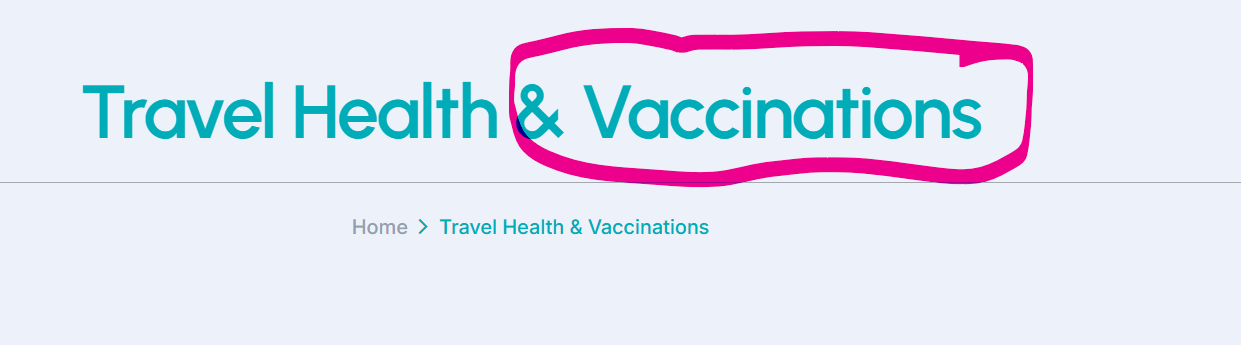 Travel Health & Vaccinations
Home > Travel Health & Vaccinations